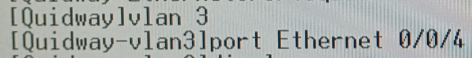 [Quidway]vlan 3
[Quidway-vlan3]port Ethernet 0/0/4